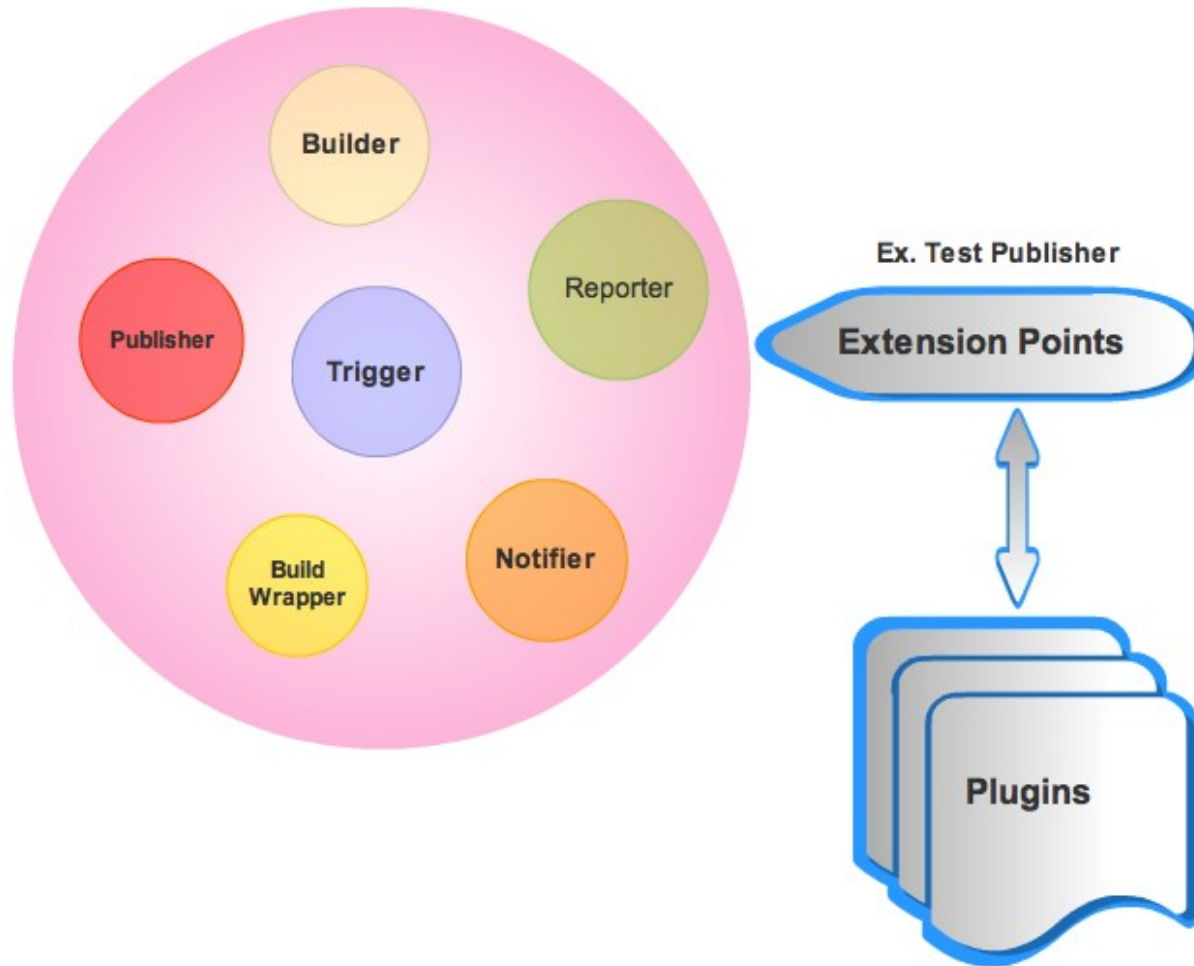 Builder
Reporter
Publisher
Trigger
Build
Wrapper
Notifier
Ex. Test Publisher
Extension Points
Plugins